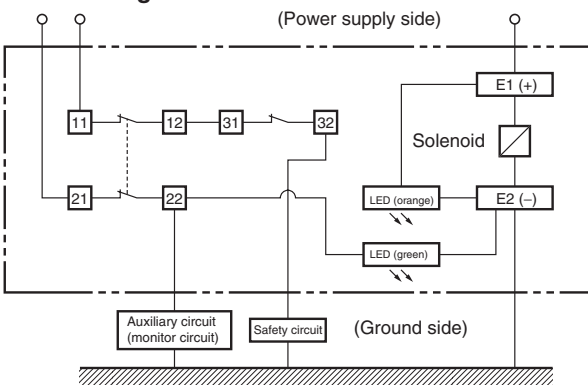 (Power supply side)
E1 (+)
11
12
31
32
Solenoid
21
22
LED (orange)
E2 (−)
LED (green)
Auxiliary circuit
(monitor circuit)
Safety circuit
(Ground side)